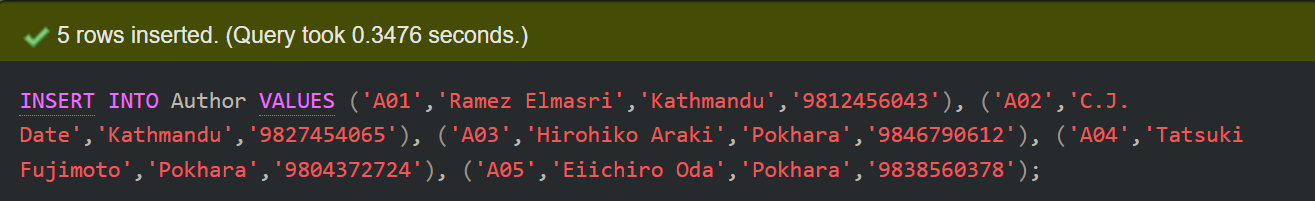 5 rows inserted. (Query took 0.3476 seconds.)
INSERT INTO Author VALUES ('A01','Ramez Elmasri','Kathmandu','9812456043'), ('A02','C.J.
Date','Kathmandu','9827454065'), ('A03','Hirohiko Araki','Pokhara','9846790612'), ('A04','Tatsuki
Fujimoto','Pokhara','9804372724'), ('A05','Eiichiro Oda','Pokhara','9838560378');